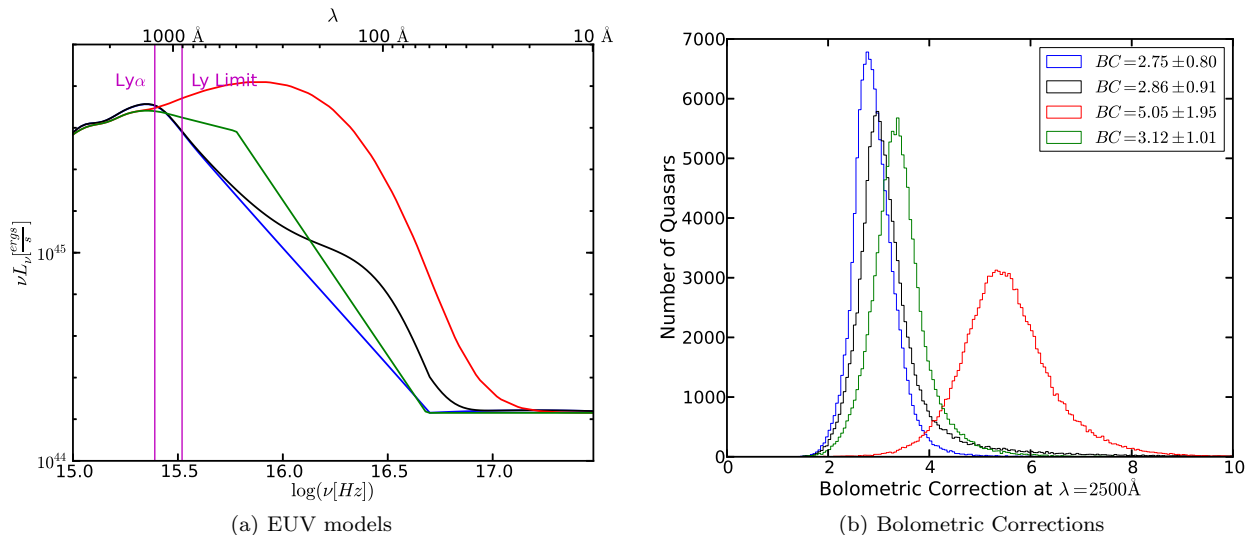 λ
1000 Å 100 Å 10 Å
Lyα Ly Limit
νL_ν[ergs/s]
10^45
10^44
15.0 15.5 16.0 16.5 17.0
log(ν[Hz])
(a) EUV models
7000
6000
5000
4000
3000
2000
1000
0
Number of Quasars
BC=2.75±0.80
BC=2.86±0.91
BC=5.05±1.95
BC=3.12±1.01
0 2 4 6 8 10
Bolometric Correction at λ=2500Å
(b) Bolometric Corrections